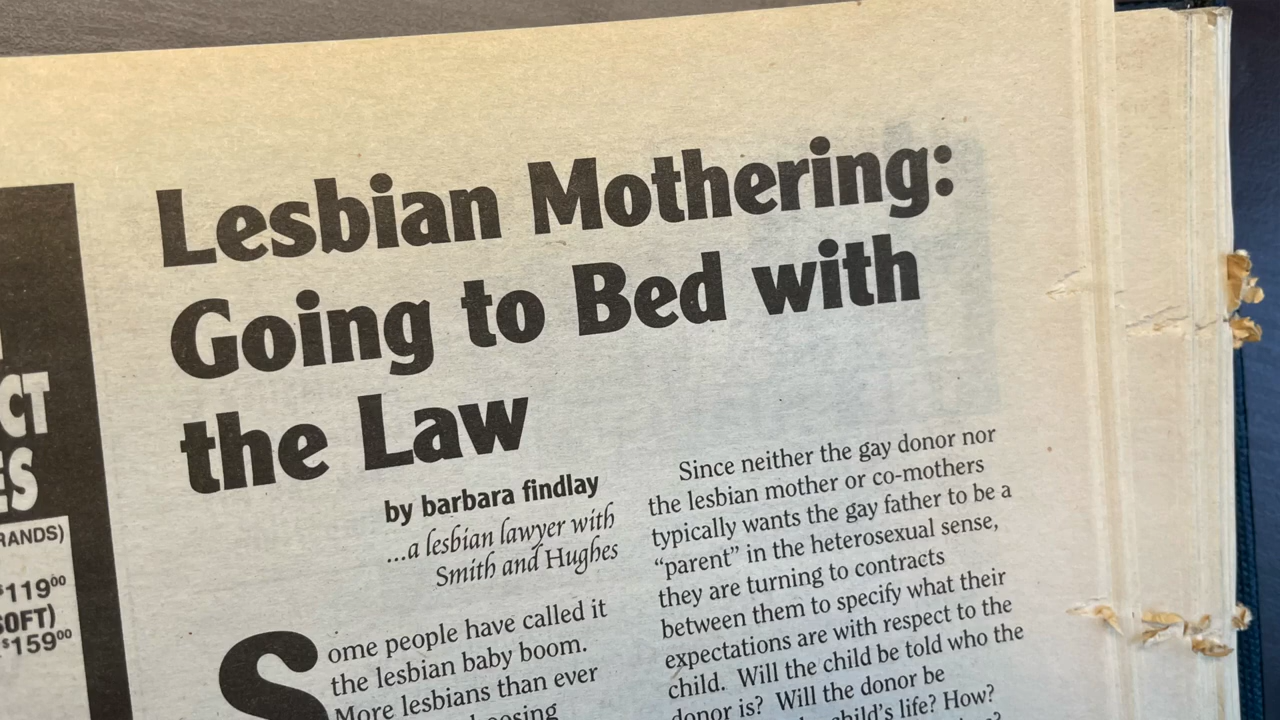 Lesbian Mothering:
Going to Bed with
the Law
by barbara findlay
...a lesbian lawyer with
Smith and Hughes
Some people have called it
the lesbian baby boom.
More lesbians than ever
Since neither the gay donor nor
the lesbian mother or co-mothers
typically wants the gay father to be a
“parent” in the heterosexual sense,
they are turning to contracts
between them to specify what their
expectations are with respect to the
child. Will the child be told who the
donor is? Will the donor be
child's life? How?
CT
ES
RANDS)
$119⁰⁰
SOFT)
$159⁰⁰